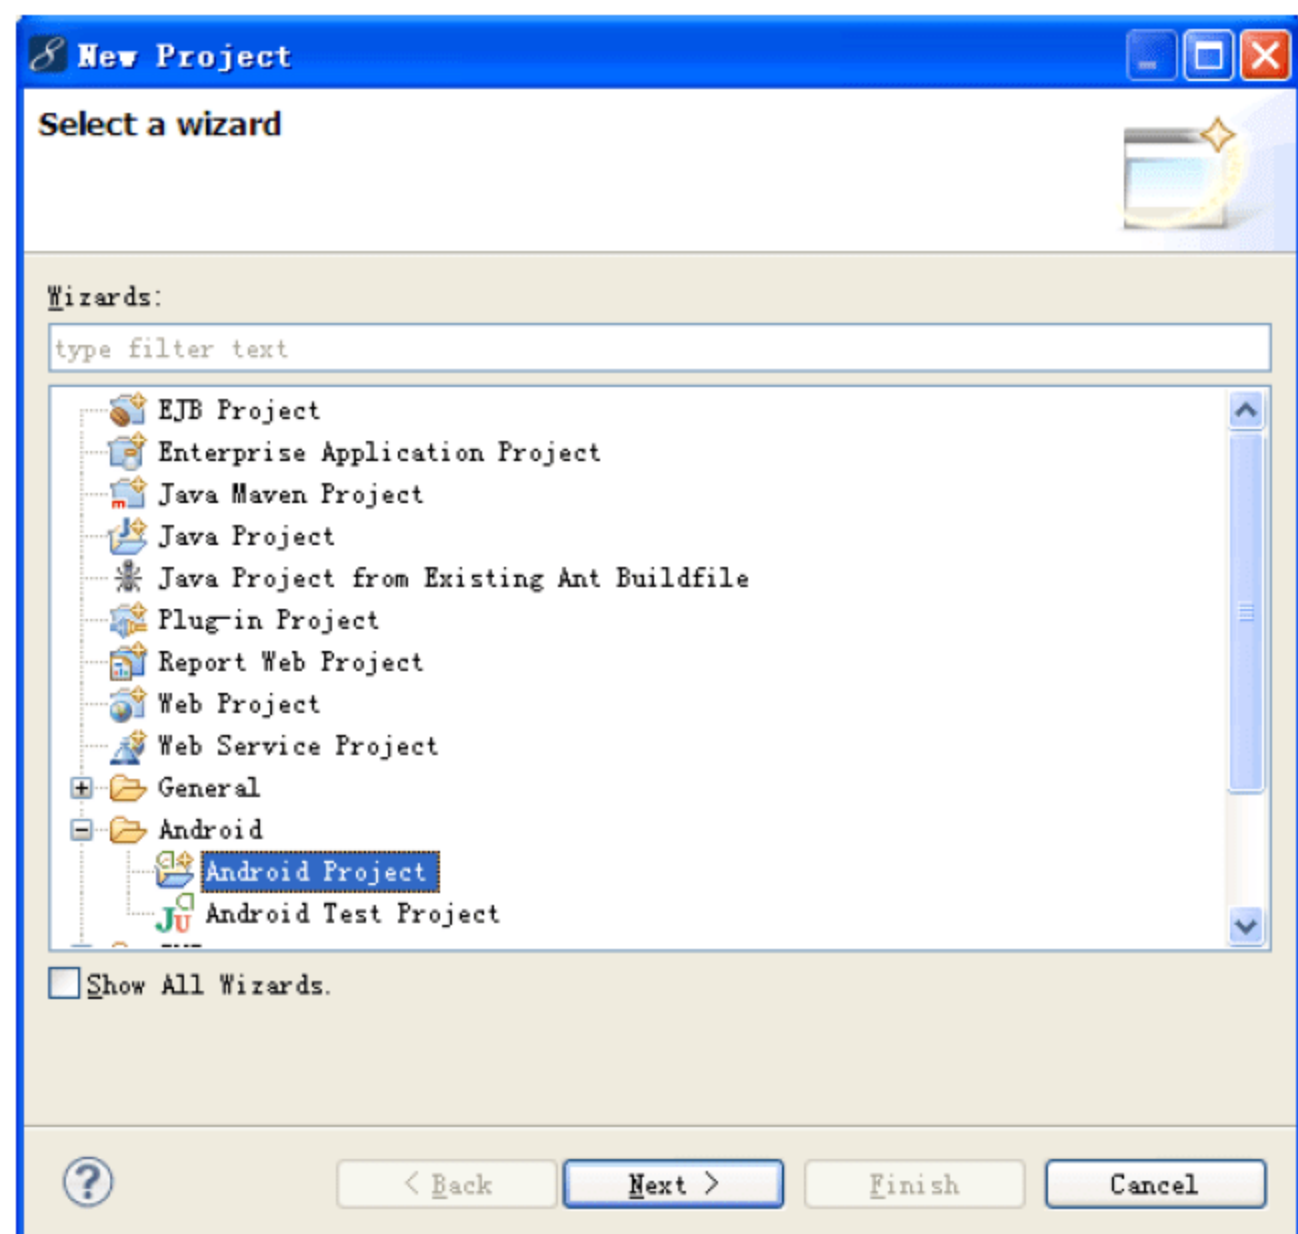 New Project
Select a wizard
Wizards:
type filter text
EJB Project
Enterprise Application Project
Java Maven Project
Java Project
Java Project from Existing Ant Buildfile
Plug-in Project
Report Web Project
Web Project
Web Service Project
General
Android
Android Project
Android Test Project
Show All Wizards.
< Back
Next >
Finish
Cancel